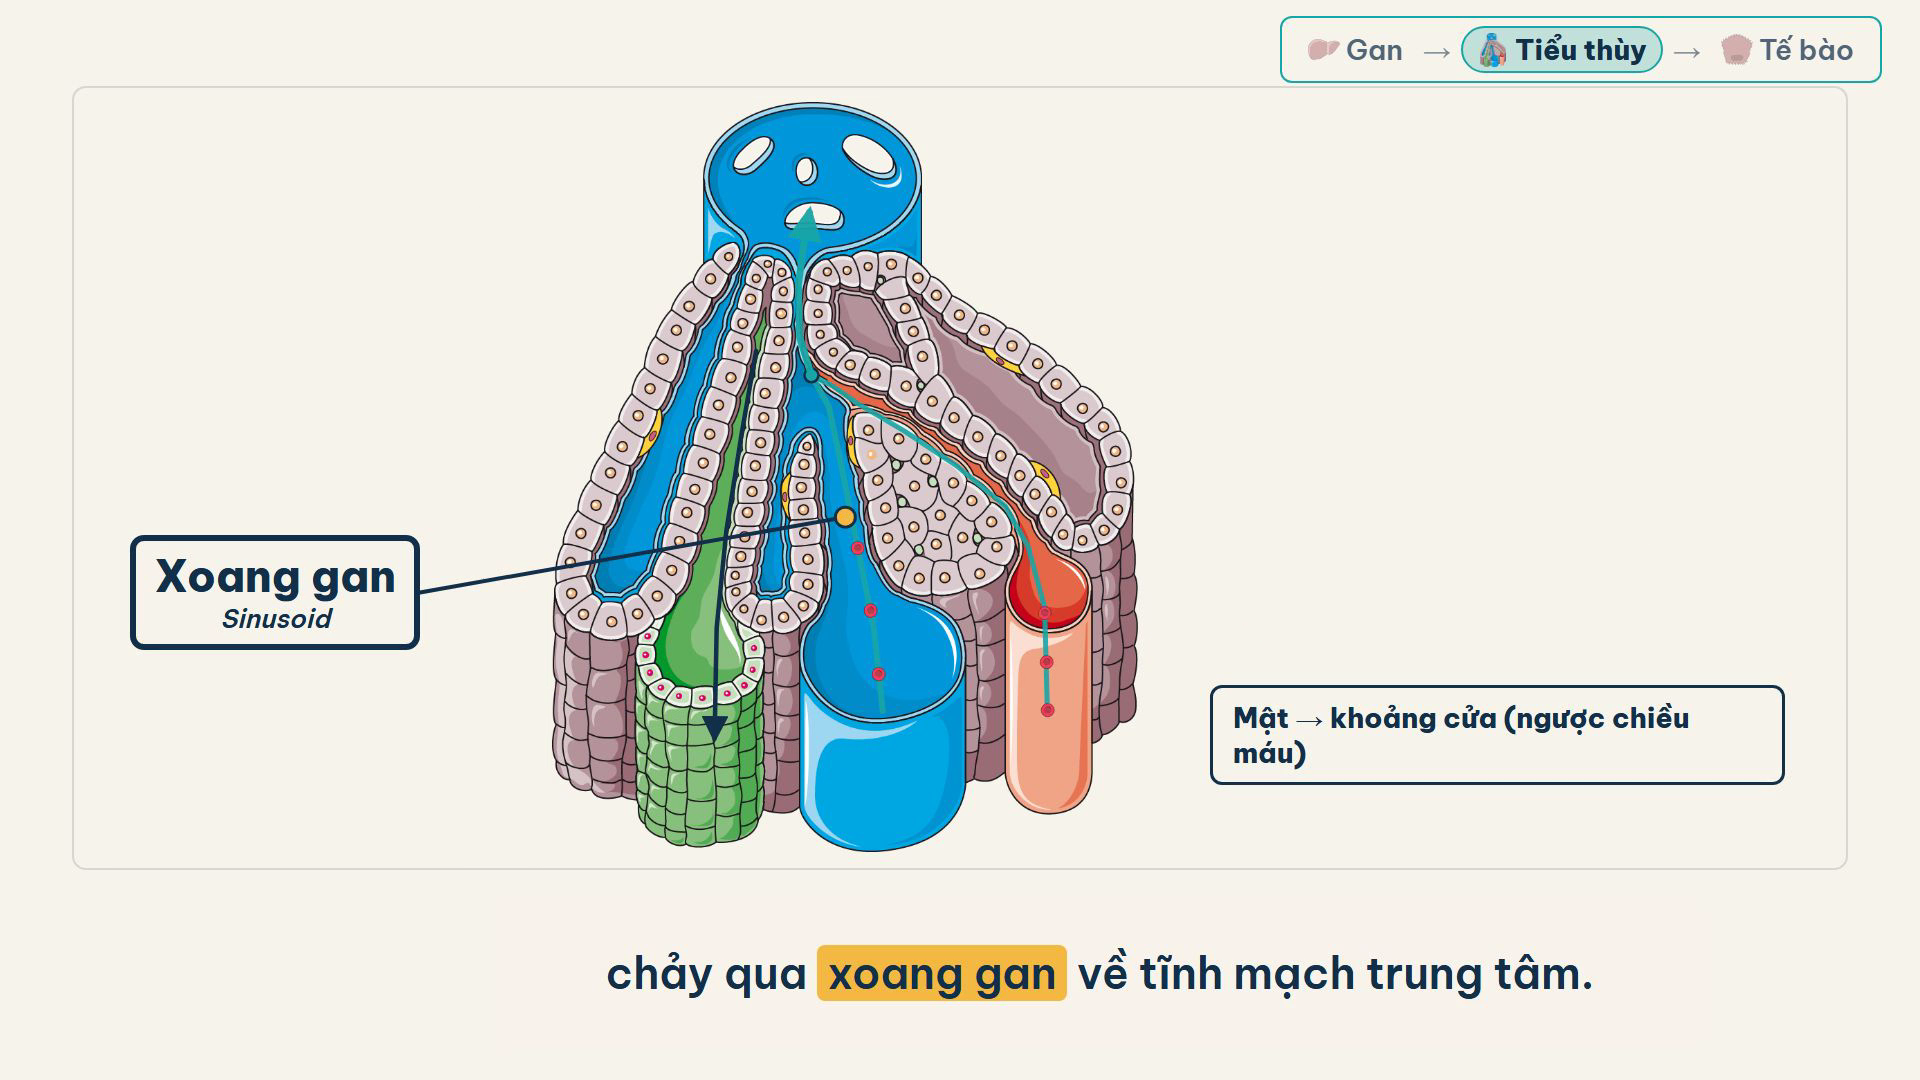 Gan → Tiểu thùy → Tế bào
Xoang gan
Sinusoid
Mật → khoảng cửa (ngược chiều
máu)
chảy qua xoang gan về tĩnh mạch trung tâm.